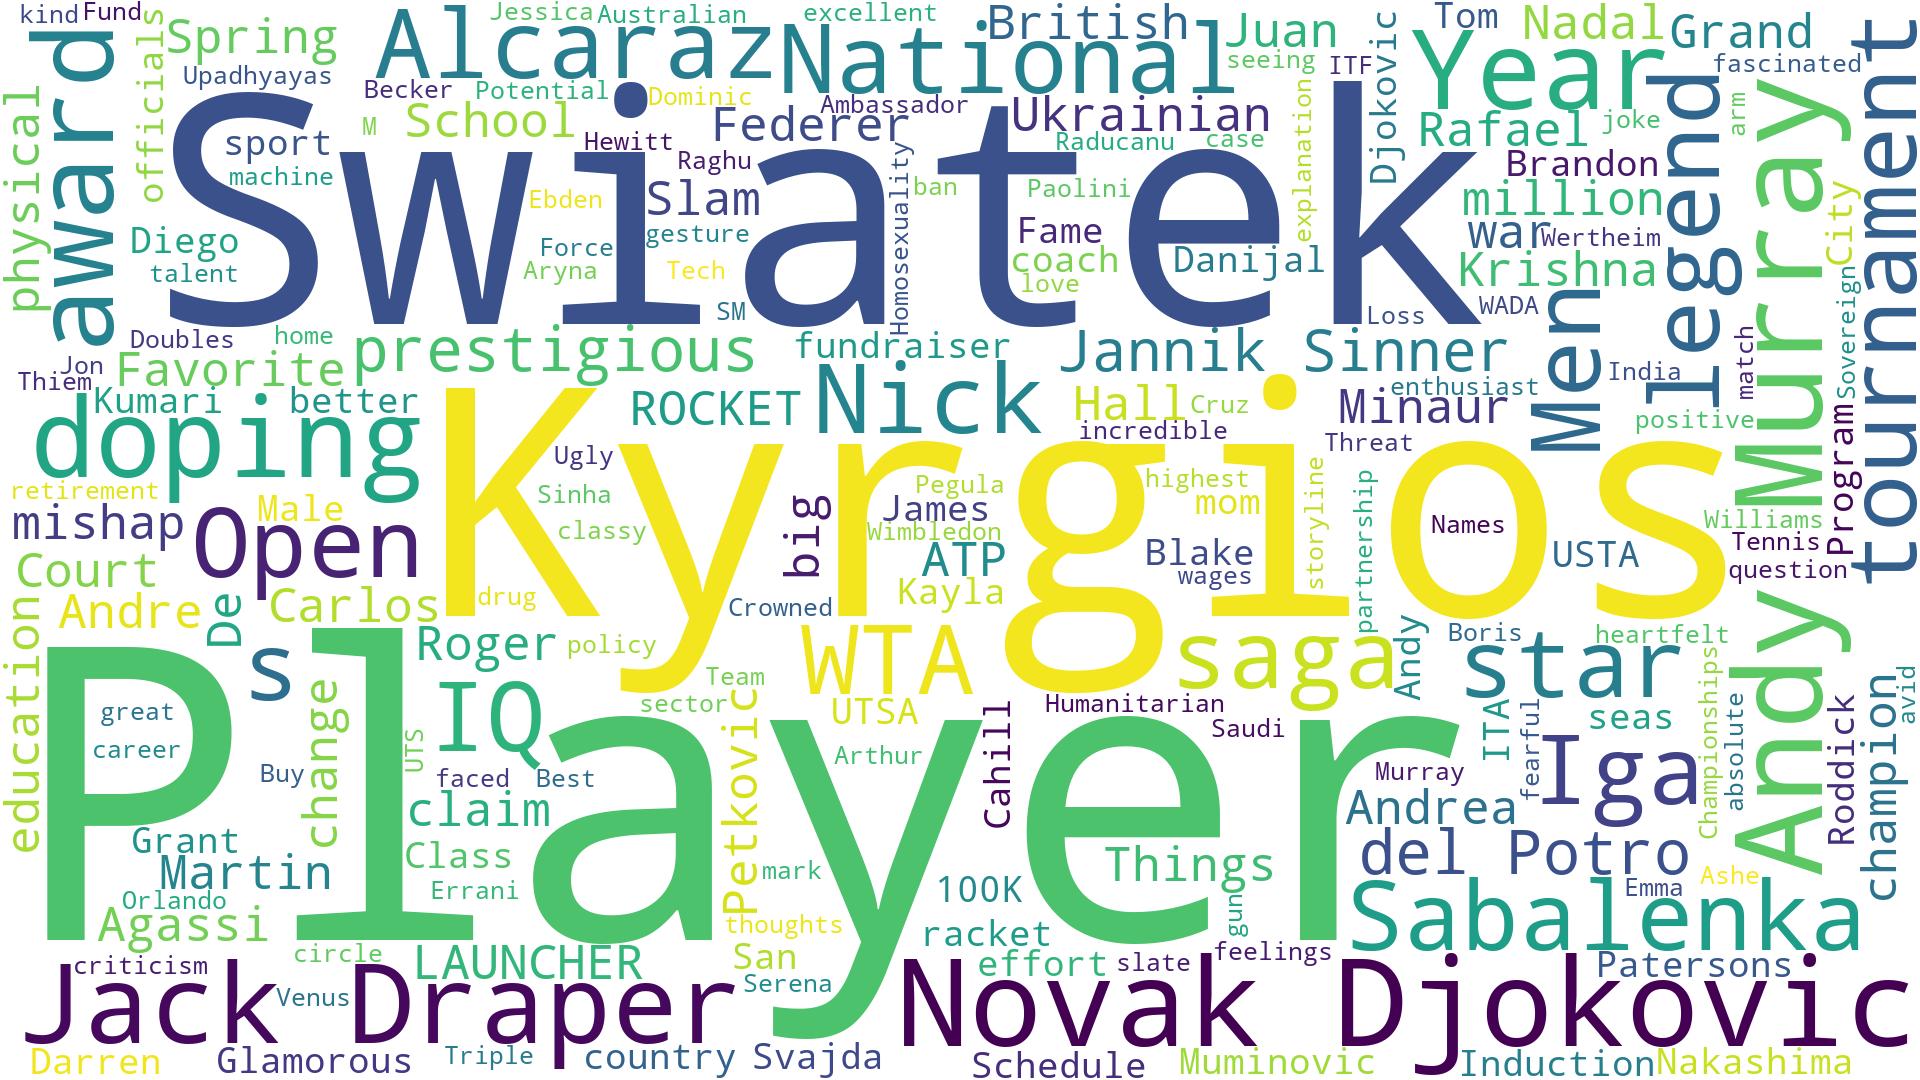 kind
Fund
officials
Spring
award
Jessica
Australian
excellent
Alcaraz
National
British
Juan
seeing
Djokovic
ITF
Tom
Nadal
Grand
Year
fascinated
tournament
physical
Upadhyayas
Becker
Potential
Dominic
Ambassador
Ukrainian
explanation
Rafael
joke
arm
legend
Murray
M
School
Hewitt
Federer
Raducanu
case
Brandon
sport
machine
Swiatek
Raghu
Homosexuality
ban
Paolini
million
City
Ebden
Slam
gesture
Fame
war
Wertheim
Diego
talent
Force
Aryna
Tech
coach
love
Danijal
Krishna
Sovereign
SM
WADA
Loss
Men
Doubles
home
prestigious
fundraiser
Jannik Sinner
match
Jon
Thiem
Favorite
India
enthusiast
Kumari
better
ROCKET
Nick
Hall
Cruz
Minaur
positive
doping
incredible
Threat
Program
Ugly
Kyrgios
retirement
Male
Sinha
Pegula
highest
mom
storyline
partnership
mishap
Open
classy
big
James
Wimbledon
Names
Williams
Tennis
question
Court
ATP
Blake
wages
USTA
education
Andre
De
Carlos
drug
Crowned
Kayla
Boris
heartfelt
Andy
s
Roger
policy
WTA
saga
Andy
star
Championships
Player
change
IQ
Team
sector
Petkovic
UTSA
Humanitarian
Saudi
ITA
fearful
seas
absolute
Roddick
champion
avid
great
career
UTS
Arthur
Cahill
Iga
Buy
faced
Best
Murray
Grant
claim
Andrea
Martin
Class
Errani
mark
Things
del Potro
Orlando
100K
gun
Emma
Ashe
Agassi
thoughts
racket
Sabalenka
circle
LAUNCHER
San
effort
slate
feelings
criticism
Patersons
Venus
Serena
Jack Draper
Novak Djokovic
Darren
Glamorous
Triple
country
Svajda
Schedule
Muminovic
Induction
Nakashima